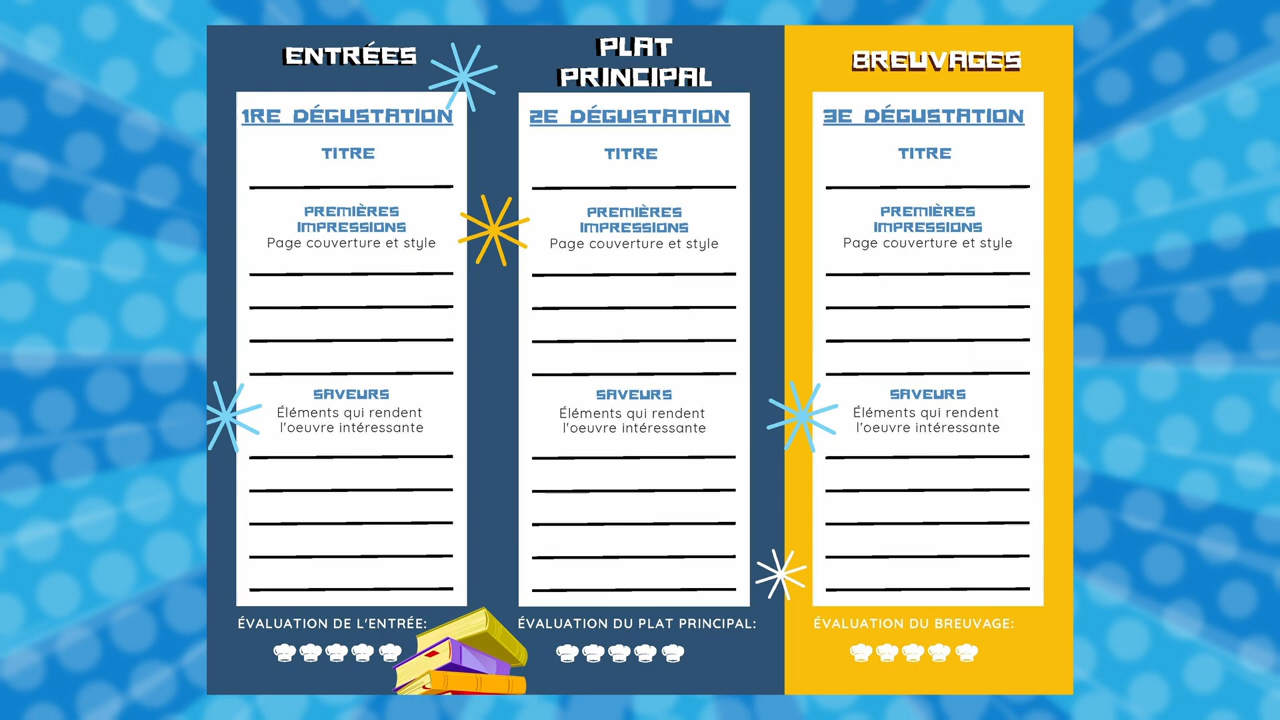 ENTRÉES
1RE DÉGUSTATION
TITRE
PREMIÈRES
IMPRESSIONS
Page couverture et style
SAVEURS
Éléments qui rendent
l'oeuvre intéressante
ÉVALUATION DE L'ENTRÉE:
PLAT
PRINCIPAL
2E DÉGUSTATION
TITRE
PREMIÈRES
IMPRESSIONS
Page couverture et style
SAVEURS
Éléments qui rendent
l'oeuvre intéressante
ÉVALUATION DU PLAT PRINCIPAL:
BREUVAGES
3E DÉGUSTATION
TITRE
PREMIÈRES
IMPRESSIONS
Page couverture et style
SAVEURS
Éléments qui rendent
l'oeuvre intéressante
ÉVALUATION DU BREUVAGE: